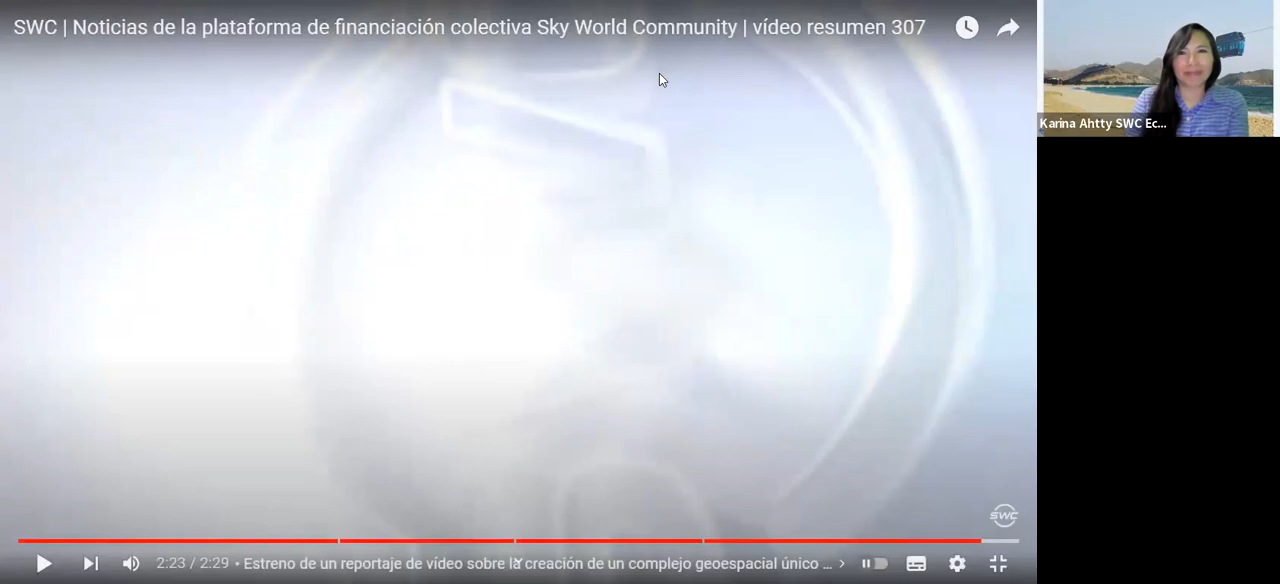 SWC | Noticias de la plataforma de financiación colectiva Sky World Community | vídeo resumen 307
Karina Ahtty SWC Ec...
SWC
2:23 / 2:29 • Estreno de un reportaje de vídeo sobre la creación de un complejo geoespacial único ...